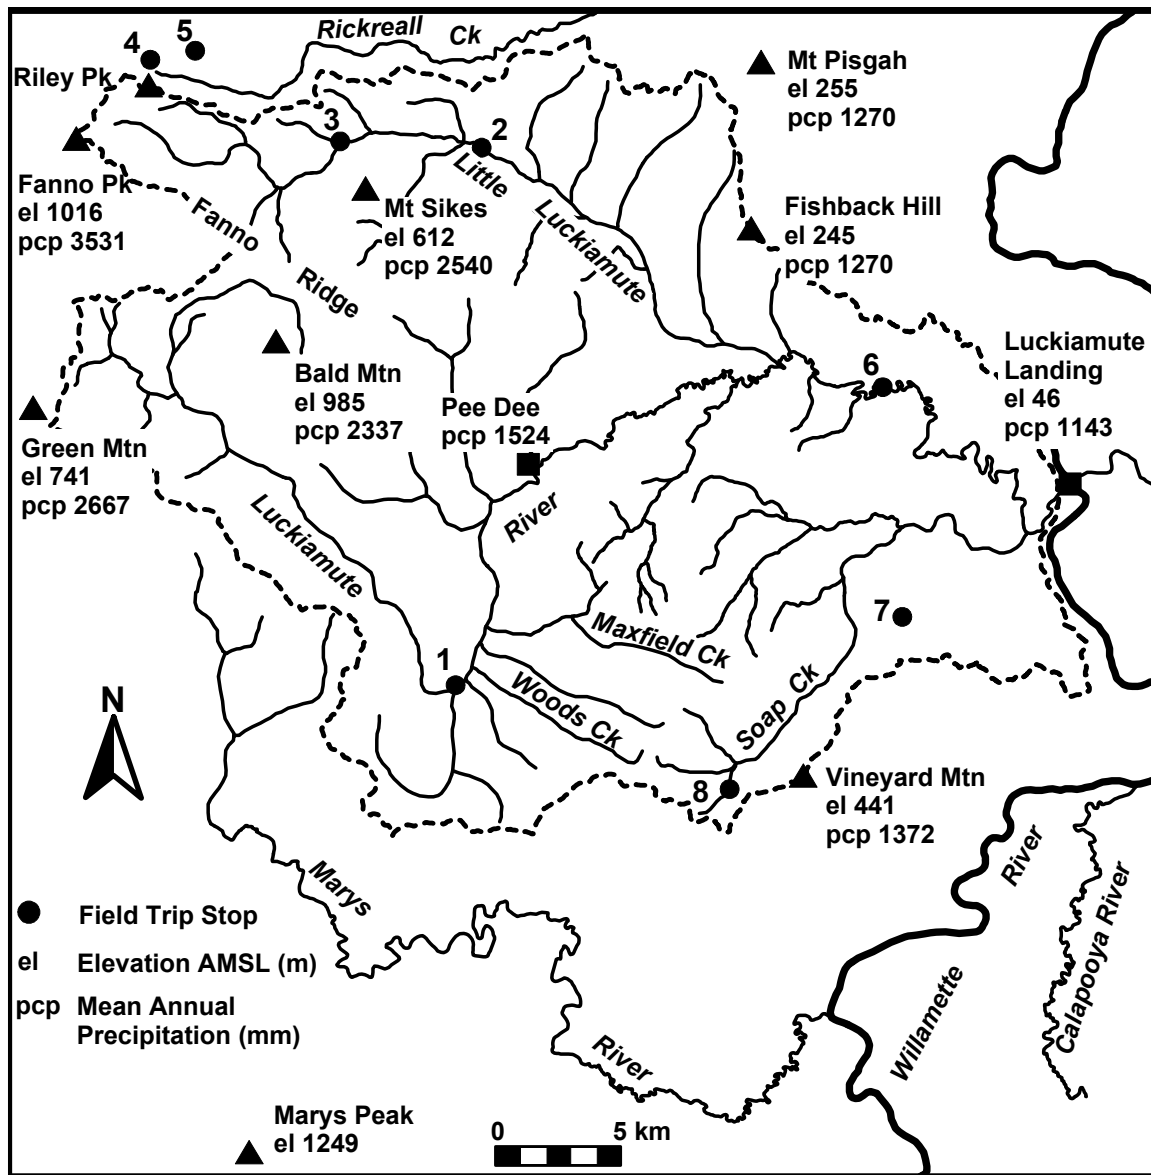 Rickreall Ck
4
5
Riley Pk
Mt Pisgah
el 255
pcp 1270
3
2
Little
Luckiamute
Fanno Pk
el 1016
pcp 3531
Fanno
Ridge
Mt Sikes
el 612
pcp 2540
Fishback Hill
el 245
pcp 1270
Bald Mtn
el 985
pcp 2337
Pee Dee
pcp 1524
6
Luckiamute
Landing
el 46
pcp 1143
Green Mtn
el 741
pcp 2667
Luckiamute
River
7
Maxfield Ck
1
Woods Ck
Soap Ck
N
8
Vineyard Mtn
el 441
pcp 1372
Marys
River
Willamette
River
Calapooya River
Field Trip Stop
el Elevation AMSL (m)
pcp Mean Annual
Precipitation (mm)
Marys Peak
el 1249
0 5 km